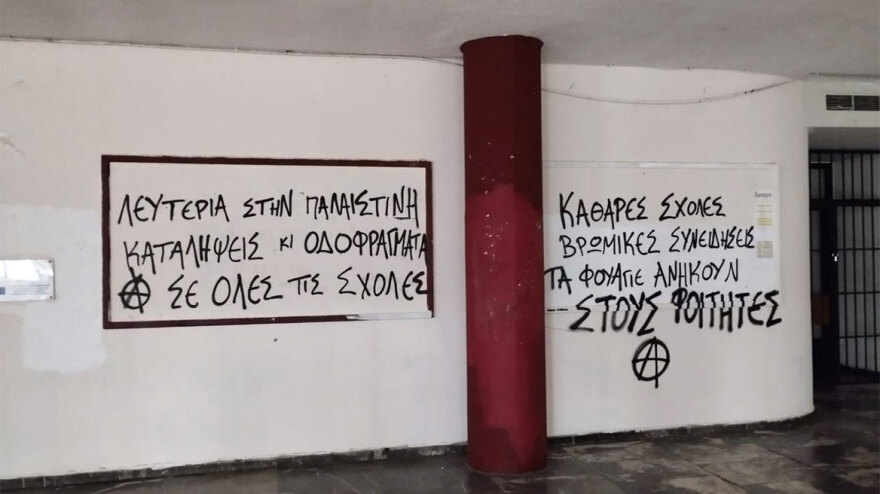 ΛΕΥΤΕΡΙΑ ΣΤΗΝ ΠΑΛΑΙΣΤΙΝΗ
ΚΑΤΑΛΗΨΕΙΣ ΚΙ ΟΔΟΦΡΑΓΜΑΤΑ
ΣΕ ΟΛΕΣ ΤΙΣ ΣΧΟΛΕΣ
ΚΑΘΑΡΕΣ ΣΧΟΛΕΣ
ΒΡΩΜΙΚΕΣ ΣΥΝΕΙΔΗΣΕΙΣ
ΤΑ ΦΟΥΑΓΙΕ ΑΝΗΚΟΥΝ
ΣΤΟΥΣ ΦΟΙΤΗΤΕΣ